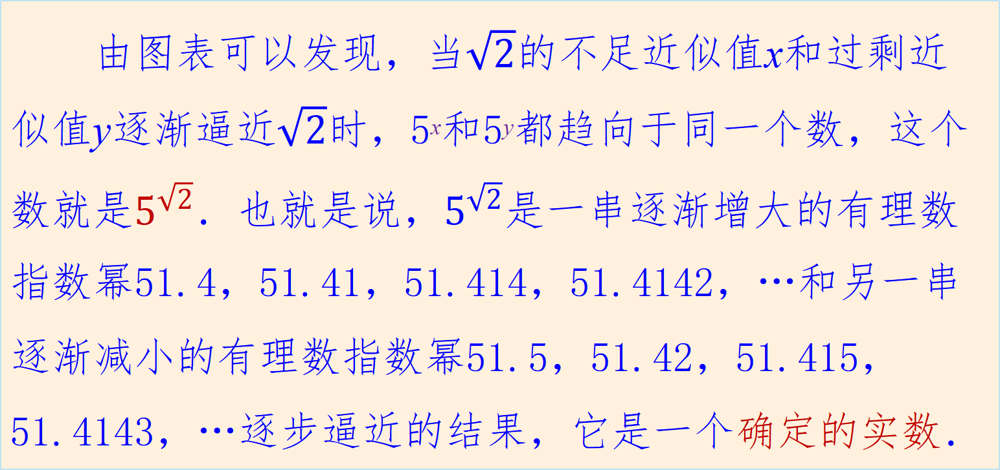 由图表可以发现，当√2的不足近似值x和过剩近
似值y逐渐逼近√2时，5ˣ和5ʸ都趋向于同一个数，这个
数就是5^√2．也就是说，5^√2是一串逐渐增大的有理数
指数幂51.4，51.41，51.414，51.4142，…和另一串
逐渐减小的有理数指数幂51.5，51.42，51.415，
51.4143，…逐步逼近的结果，它是一个确定的实数．